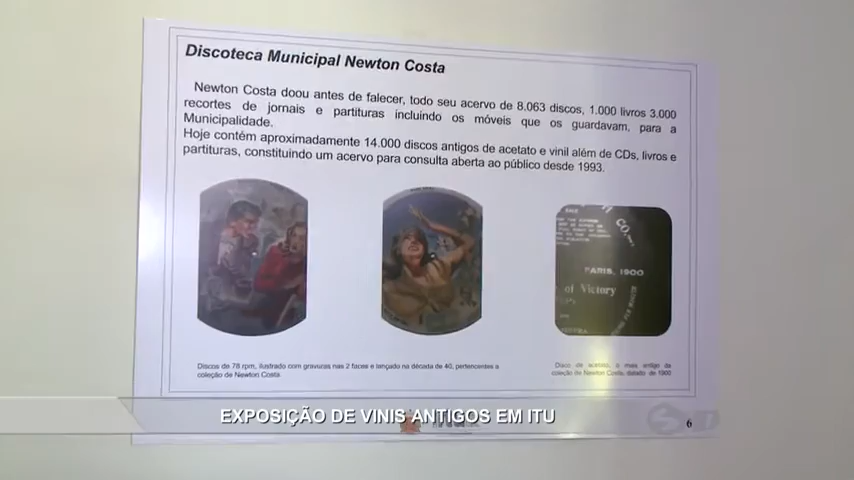 Discoteca Municipal Newton Costa
Newton Costa doou antes de falecer, todo seu acervo de 8.063 discos, 1.000 livros 3.000
recortes de jornais e partituras incluindo os móveis que os guardavam, para a
Municipalidade.
Hoje contém aproximadamente 14.000 discos antigos de acetato e vinil além de CDs, livros e
partituras, constituindo um acervo para consulta aberta ao público desde 1993.
CO.
PARIS, 1900
of Victory
Discos de 78 rpm, ilustrado com gravuras nas 2 faces e lançado na década de 40, pertencentes a
coleção de Newton Costa.
Disco de acetato, o mais antigo da
coleção de Newton Costa, datado de 1900
EXPOSIÇÃO DE VINIS ANTIGOS EM ITU
6